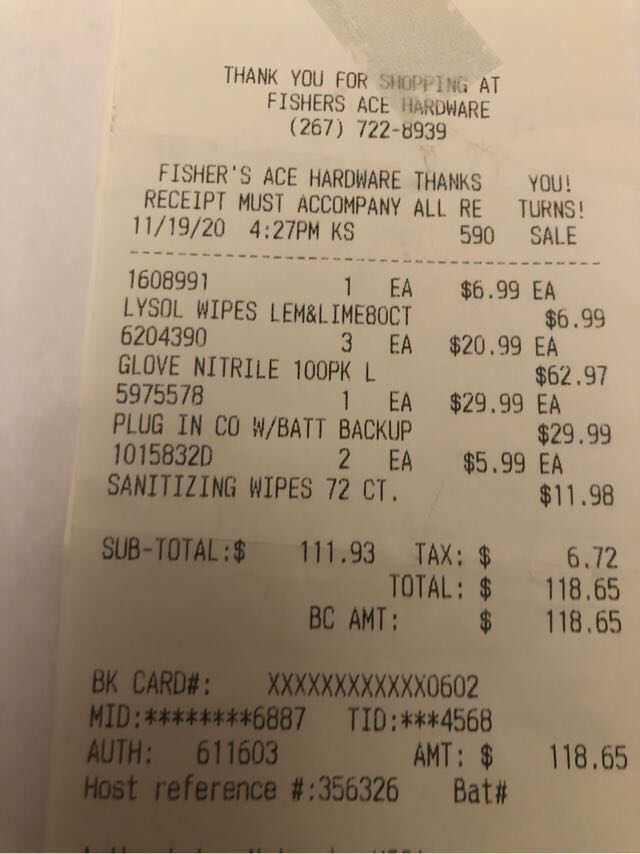 THANK YOU FOR SHOPPING AT
FISHERS ACE HARDWARE
(267) 722-8939
FISHER'S ACE HARDWARE THANKS YOU!
RECEIPT MUST ACCOMPANY ALL RE TURNS!
11/19/20 4:27PM KS 590 SALE
1608991 1 EA $6.99 EA
LYSOL WIPES LEM&LIME80CT $6.99
6204390 3 EA $20.99 EA
GLOVE NITRILE 100PK L $62.97
5975578 1 EA $29.99 EA
PLUG IN CO W/BATT BACKUP $29.99
1015832D 2 EA $5.99 EA
SANITIZING WIPES 72 CT. $11.98
SUB-TOTAL:$ 111.93 TAX: $ 6.72
TOTAL: $ 118.65
BC AMT: $ 118.65
BK CARD#: XXXXXXXXXXXX0602
MID:********6887 TID:***4568
AUTH: 611603 AMT: $ 118.65
Host reference #:356326 Bat#